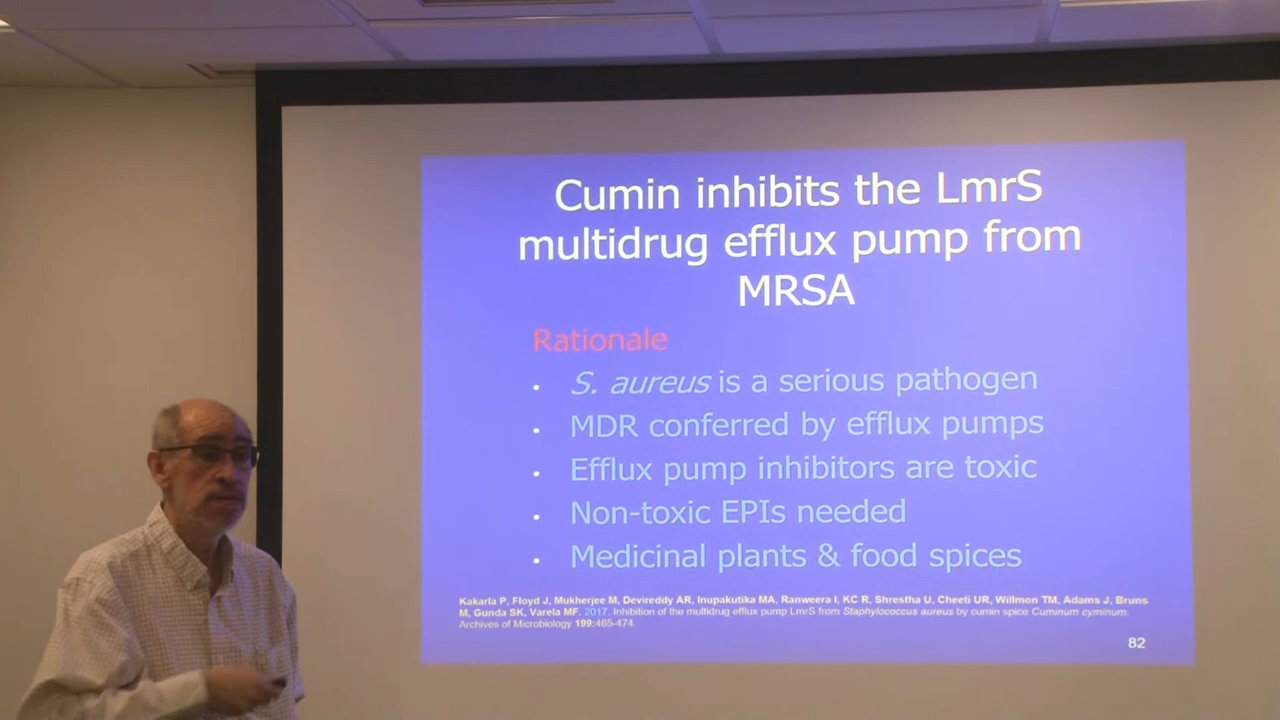 Cumin inhibits the LmrS
multidrug efflux pump from
MRSA
Rationale
• S. aureus is a serious pathogen
• MDR conferred by efflux pumps
• Efflux pump inhibitors are toxic
• Non-toxic EPIs needed
• Medicinal plants & food spices
Kakarla P, Floyd J, Mukherjee M, Devireddy AR, Inupakutika MA, Ranweera I, KC R, Shrestha U, Cheeti UR, Willmon TM, Adams J, Bruns
M, Gunda SK, Varela MF. 2017. Inhibition of the multidrug efflux pump LmrS from Staphylococcus aureus by cumin spice Cuminum cyminum.
Archives of Microbiology 199:465-474.
82